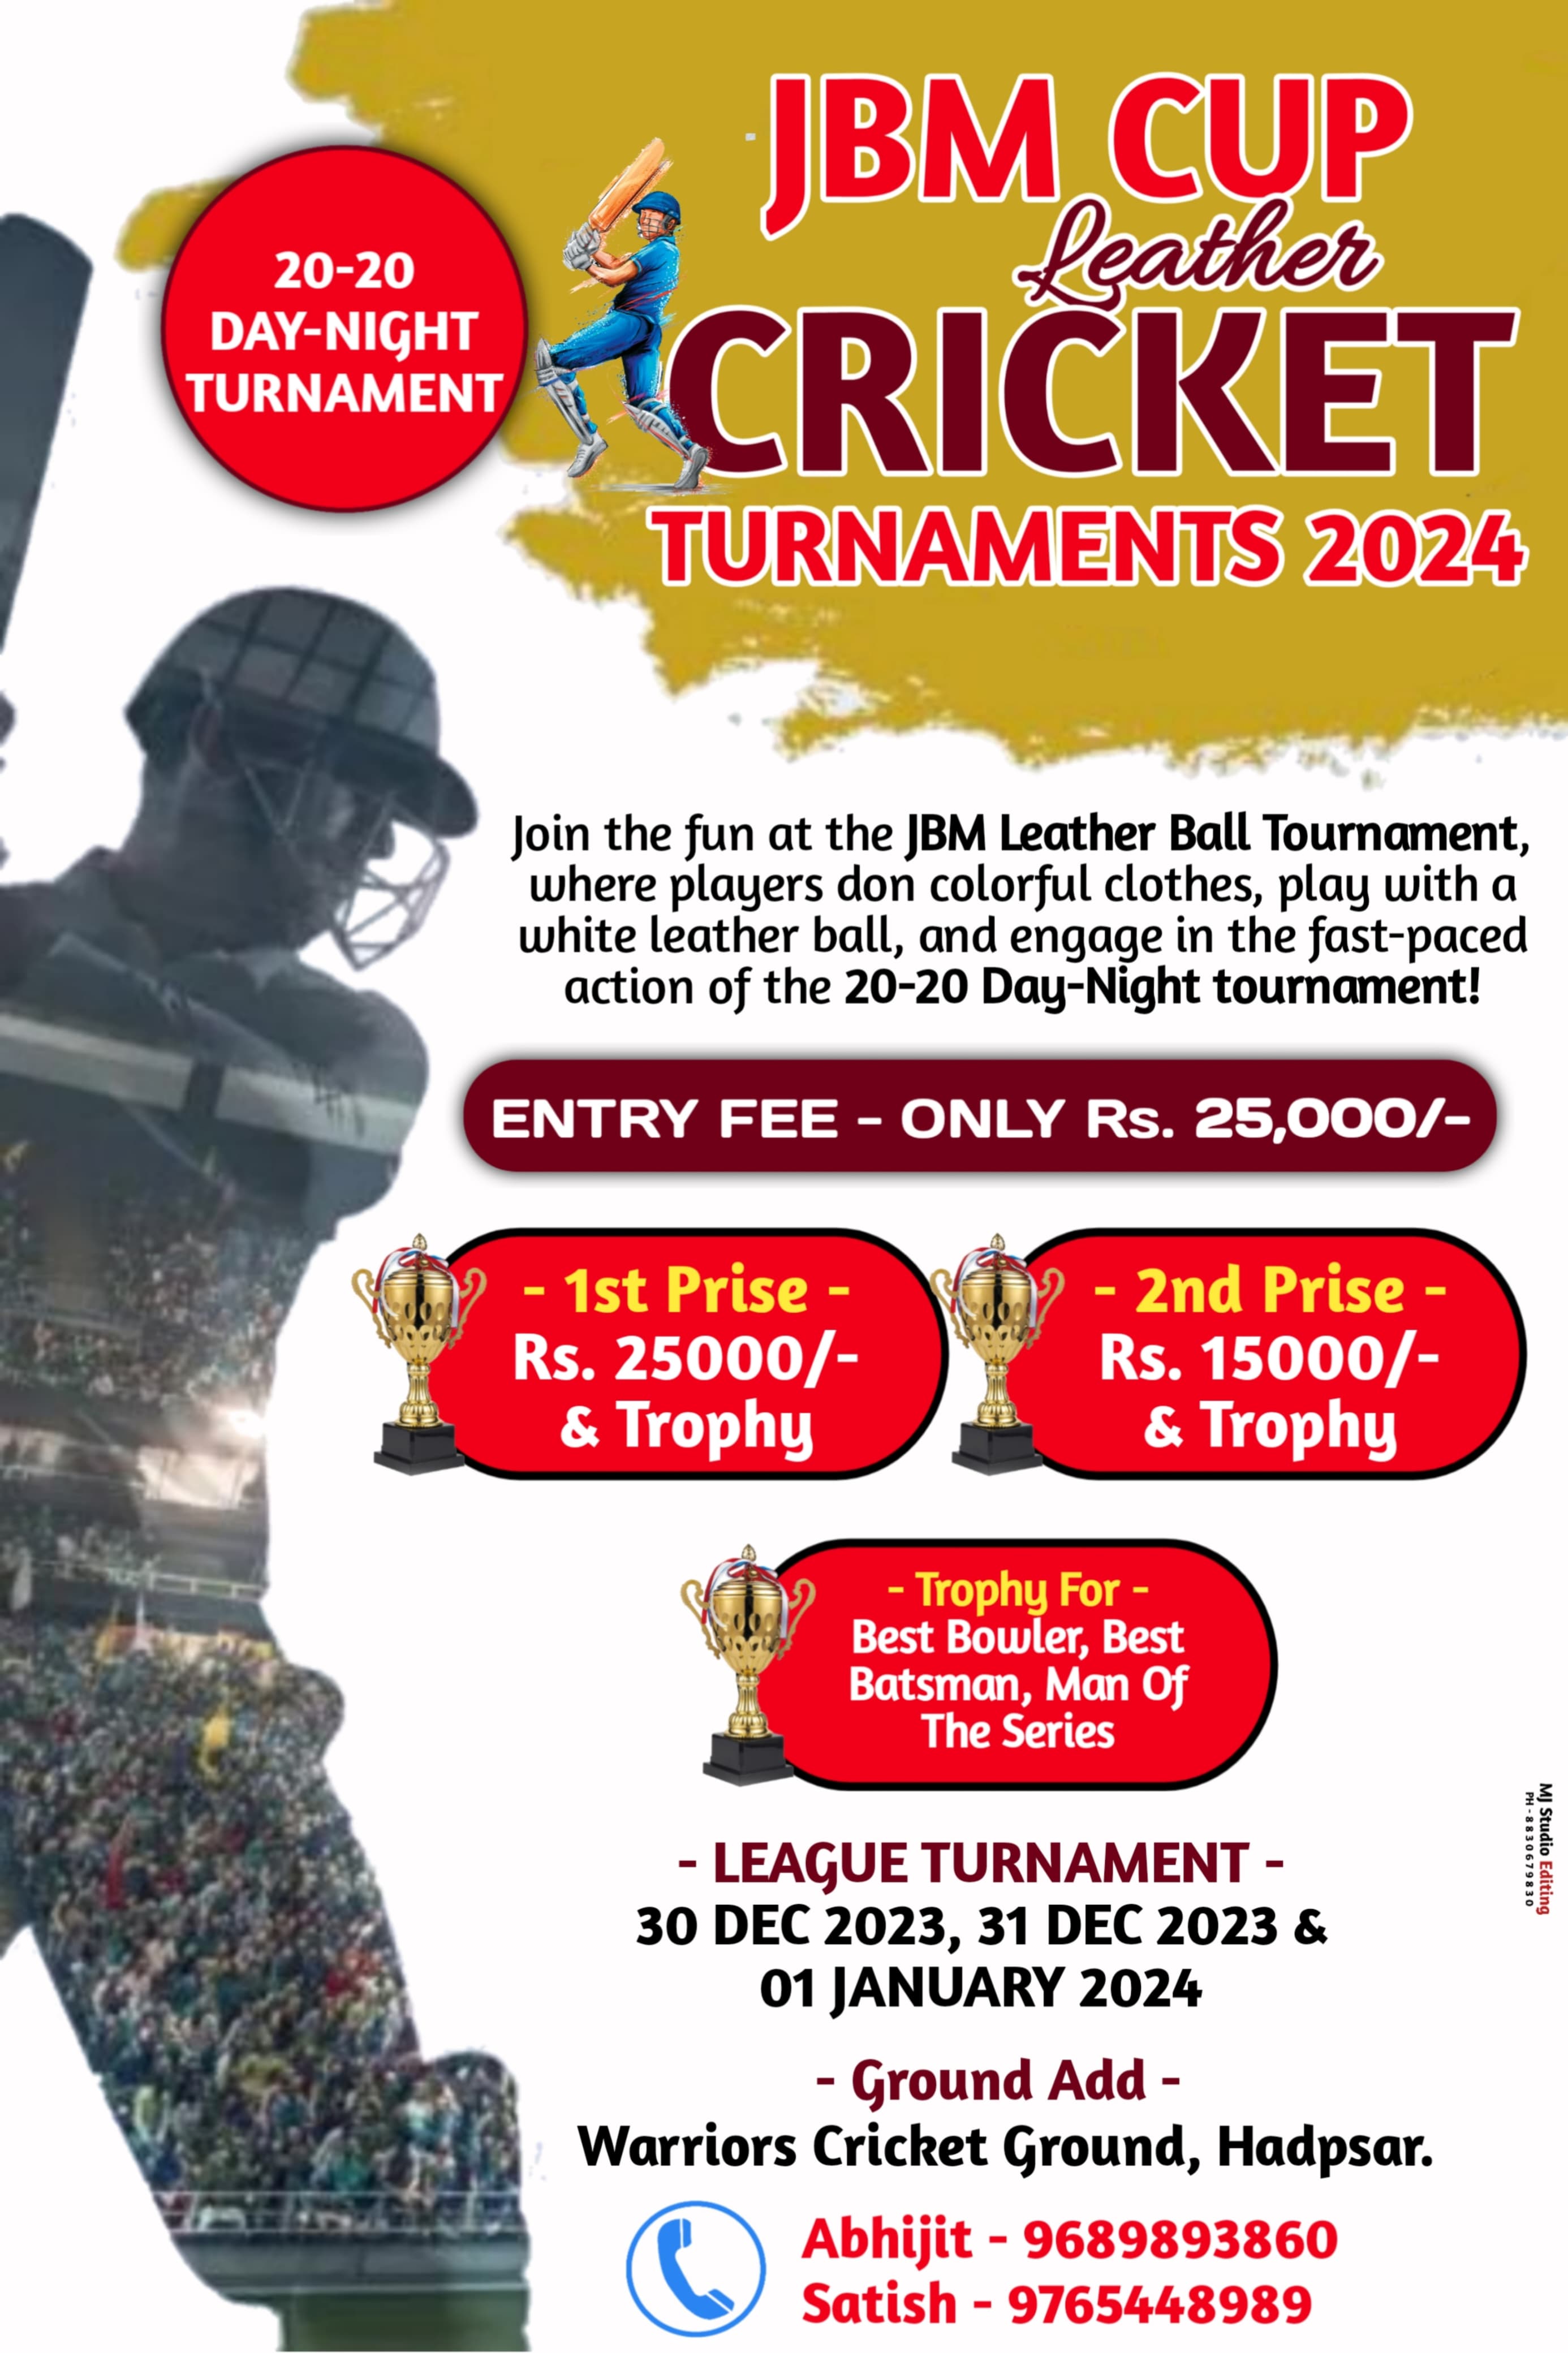 JBM CUP
Leather
CRICKET
TURNAMENTS 2024
20-20
DAY-NIGHT
TURNAMENT
Join the fun at the JBM Leather Ball Tournament,
where players don colorful clothes, play with a
white leather ball, and engage in the fast-paced
action of the 20-20 Day-Night tournament!
ENTRY FEE - ONLY Rs. 25,000/-
- 1st Prise -
Rs. 25000/-
& Trophy
- 2nd Prise -
Rs. 15000/-
& Trophy
- Trophy For -
Best Bowler, Best
Batsman, Man Of
The Series
MJ Studio Editing
PH-8830679830
- LEAGUE TURNAMENT -
30 DEC 2023, 31 DEC 2023 &
01 JANUARY 2024
- Ground Add -
Warriors Cricket Ground, Hadpsar.
Abhijit - 9689893860
Satish - 9765448989